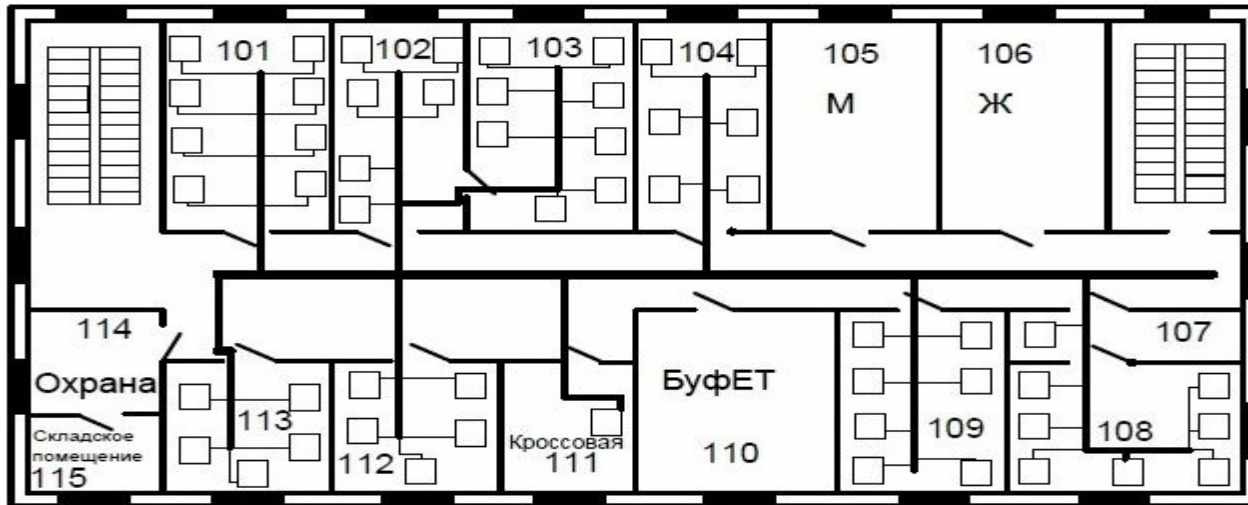 101
102
103
104
105
М
106
Ж
107
114
Охрана
113
112
Кроссовая
111
БуфЕТ
110
109
108
Складское
помещение
115